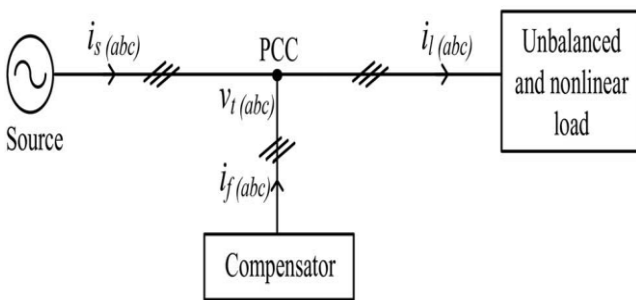 i_s (abc)
PCC
i_l (abc)
Unbalanced
and nonlinear
load
v_t (abc)
Source
i_f (abc)
Compensator